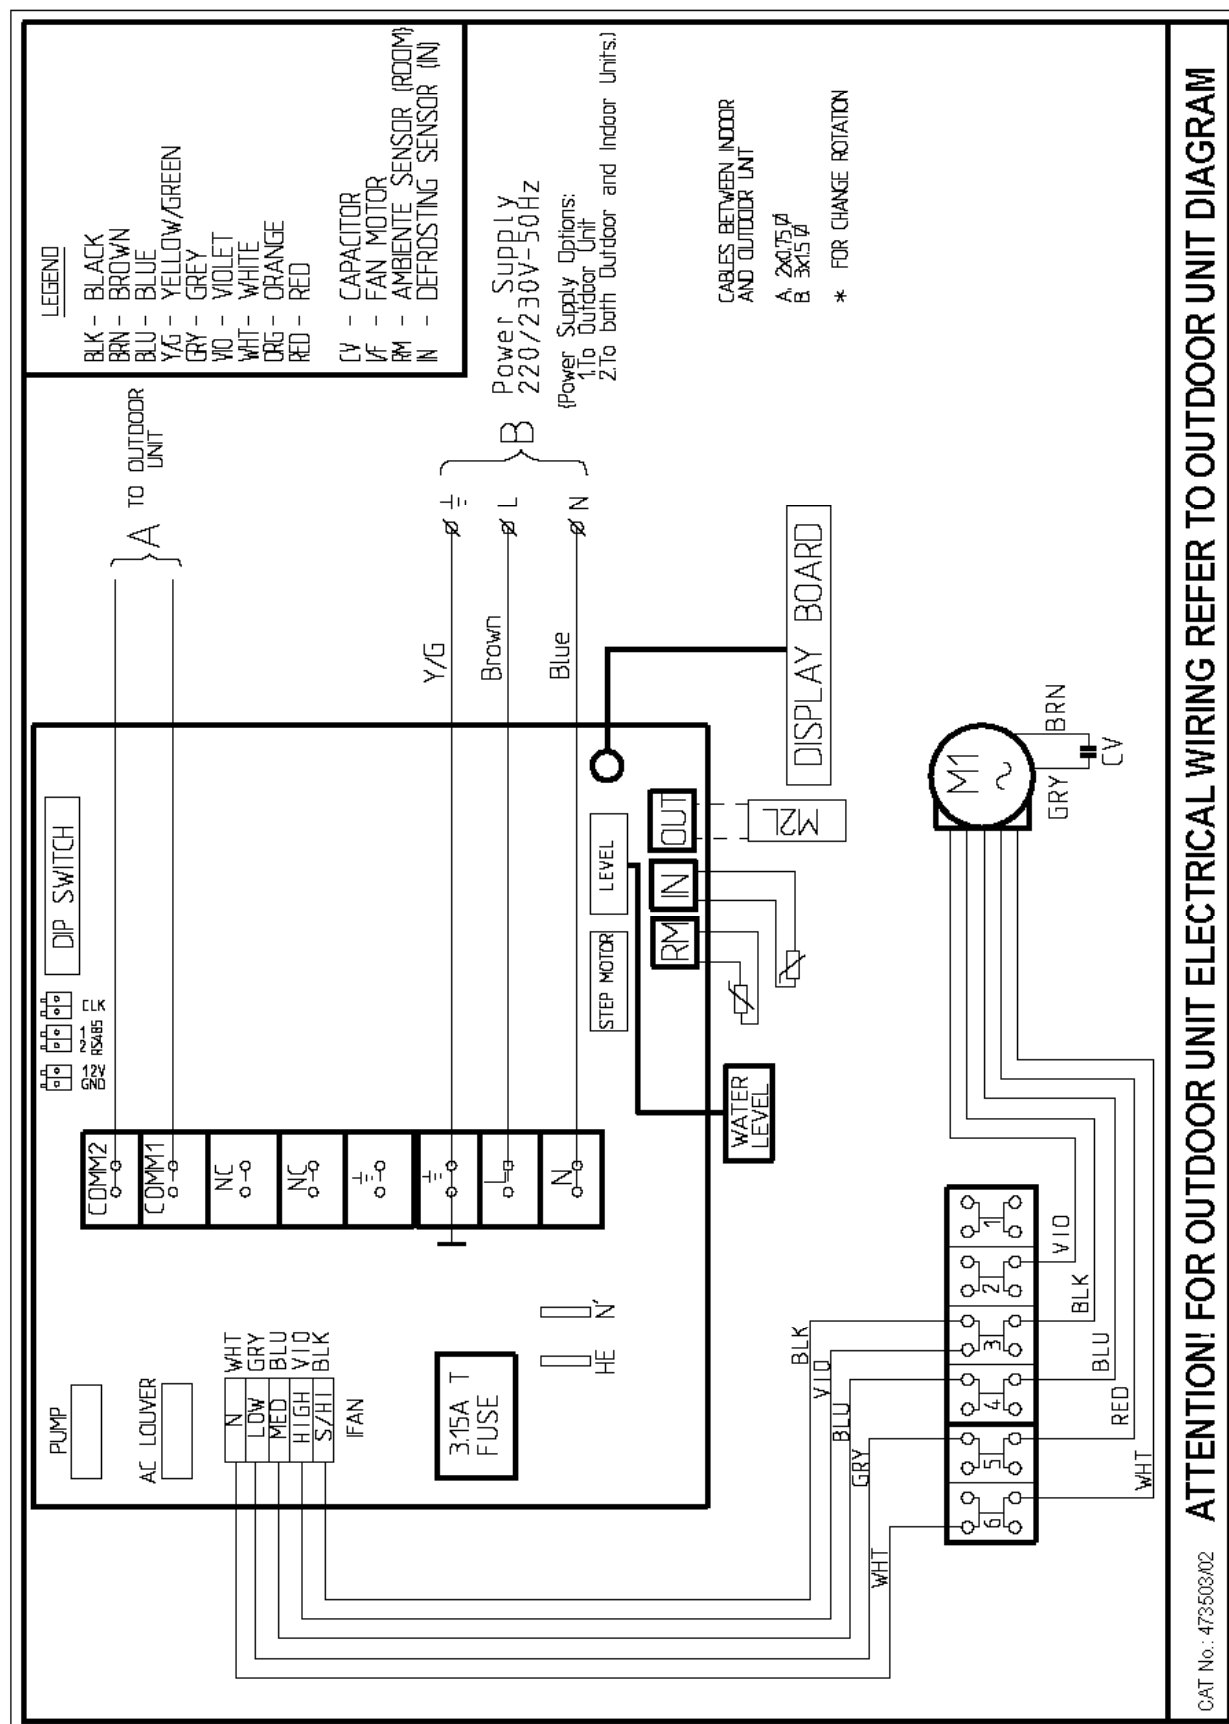 LEGEND
BLK - BLACK
BRN - BROWN
BLU - BLUE
Y/G - YELLOW/GREEN
GRY - GREY
VIO - VIOLET
WHT - WHITE
ORG - ORANGE
RED - RED
CV - CAPACITOR
I/F - FAN MOTOR
RM - AMBIENTE SENSOR (ROOM)
IN - DEFROSTING SENSOR (IN)
PUMP
AC LOUVER
N
LOW
MED
HIGH
S/HI
WHT
GRY
BLU
VIO
BLK
IFAN
3.15A T
FUSE
HE
N'
12V
GND
1
2
RS485
CLK
DIP SWITCH
COMM2
COMM1
NC
NC
L
N
A
TO OUTDOOR
UNIT
Y/G
Brown
Blue
L
N
B
Power Supply
220/230V-50Hz
(Power Supply Options:
1.To Outdoor Unit
2.To both Outdoor and Indoor Units.)
STEP MOTOR
LEVEL
RM
IN
OUT
WATER
LEVEL
M2L
DISPLAY BOARD
CABLES BETWEEN INDOOR
AND OUTDOOR UNIT
A. 2x0.75
B. 3x1.5
* FOR CHANGE ROTATION
WHT
GRY
BLU
VIO
BLK
6
5
4
3
2
1
VIO
BLK
BLU
RED
WHT
M1
GRY
BRN
CV
CAT No.: 473503/02
ATTENTION! FOR OUTDOOR UNIT ELECTRICAL WIRING REFER TO OUTDOOR UNIT DIAGRAM